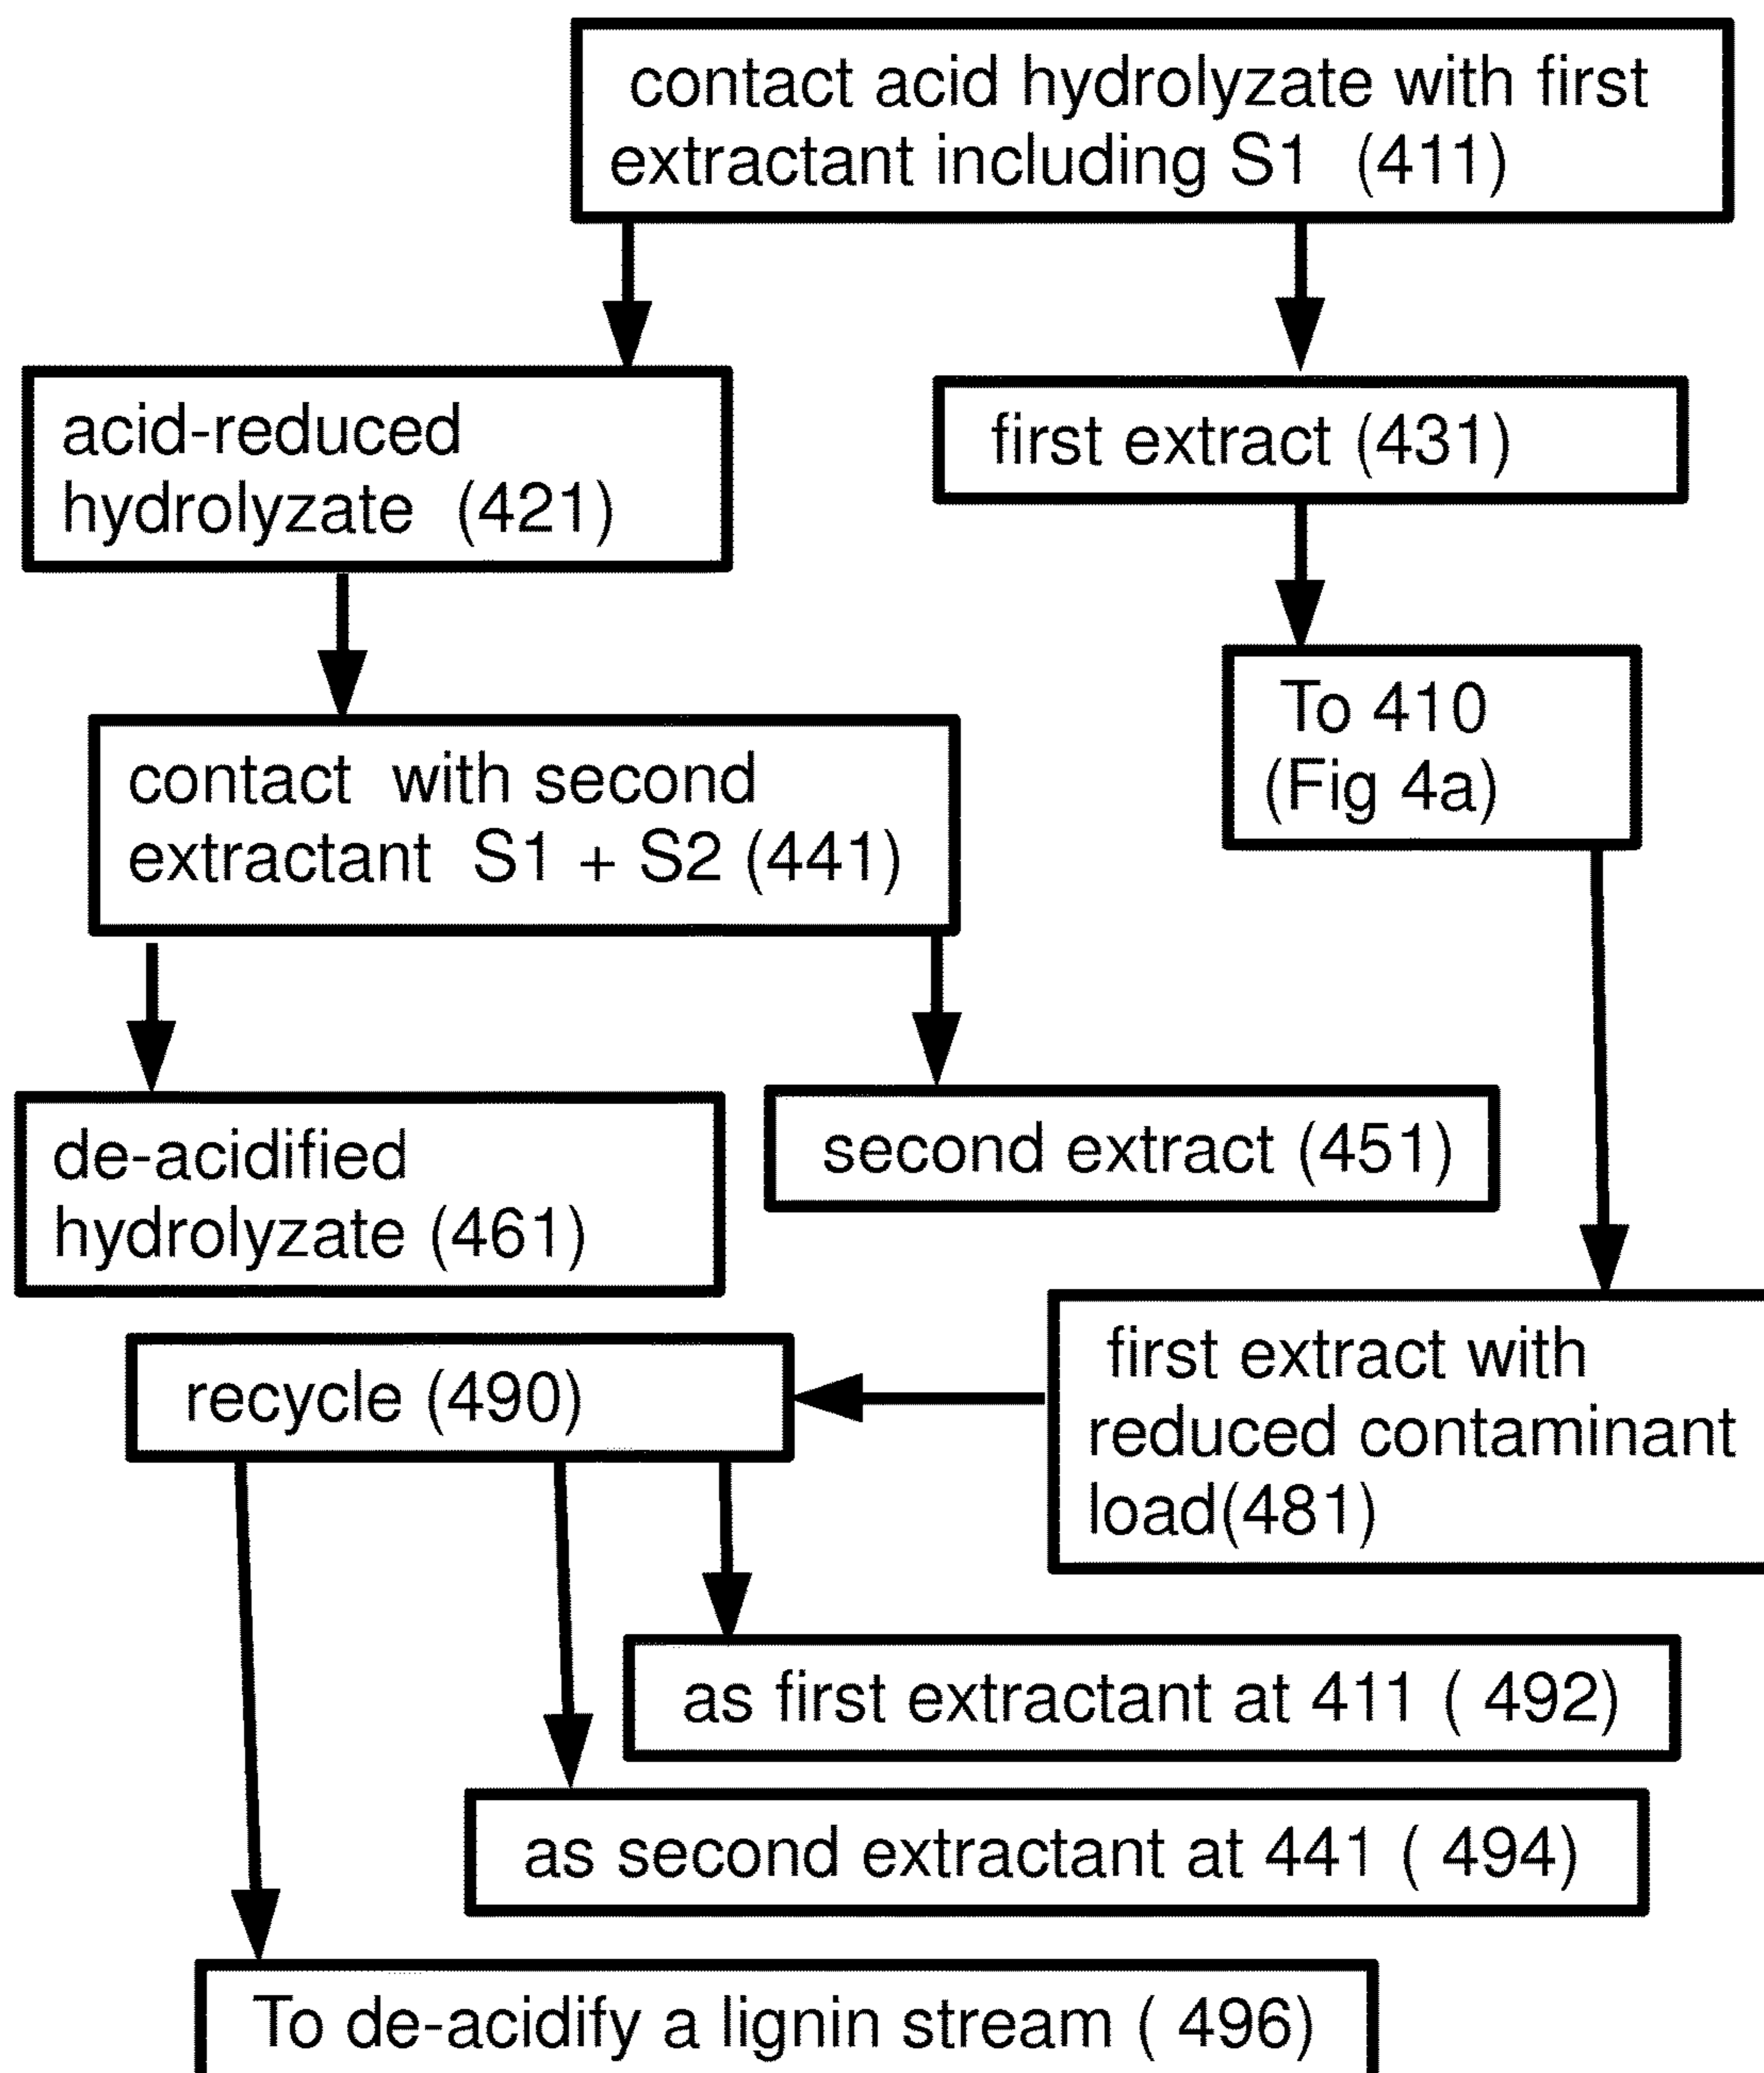 contact acid hydrolyzate with first
extractant including S1 (411)
acid-reduced
hydrolyzate (421)
first extract (431)
To 410
(Fig 4a)
contact with second
extractant S1 + S2 (441)
de-acidified
hydrolyzate (461)
second extract (451)
first extract with
reduced contaminant
load(481)
recycle (490)
as first extractant at 411 ( 492)
as second extractant at 441 ( 494)
To de-acidify a lignin stream ( 496)